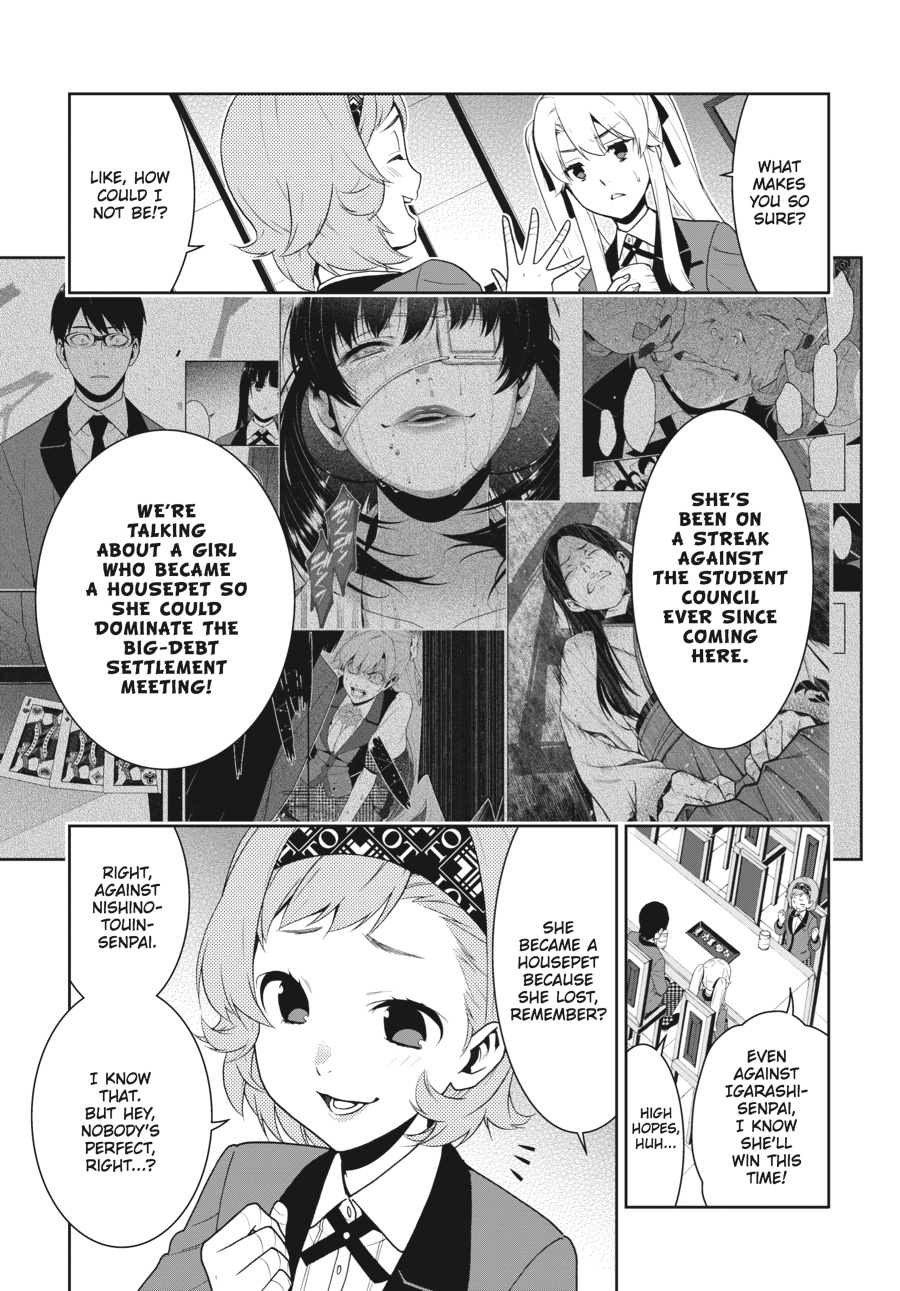 WHAT
MAKES
YOU SO
SURE?
LIKE, HOW
COULD I
NOT BE!?
SHE'S
BEEN ON
A STREAK
AGAINST
THE STUDENT
COUNCIL
EVER SINCE
COMING
HERE.
WE'RE
TALKING
ABOUT A GIRL
WHO BECAME
A HOUSEPET SO
SHE COULD
DOMINATE THE
BIG-DEBT
SETTLEMENT
MEETING!
EVEN
AGAINST
IGARASHI-
SENPAI,
I KNOW
SHE'LL
WIN THIS
TIME!
HIGH
HOPES,
HUH...
SHE
BECAME A
HOUSEPET
BECAUSE
SHE LOST,
REMEMBER?
RIGHT,
AGAINST
NISHINO-
TOUIN-
SENPAI.
I KNOW
THAT.
BUT HEY,
NOBODY'S
PERFECT,
RIGHT...?